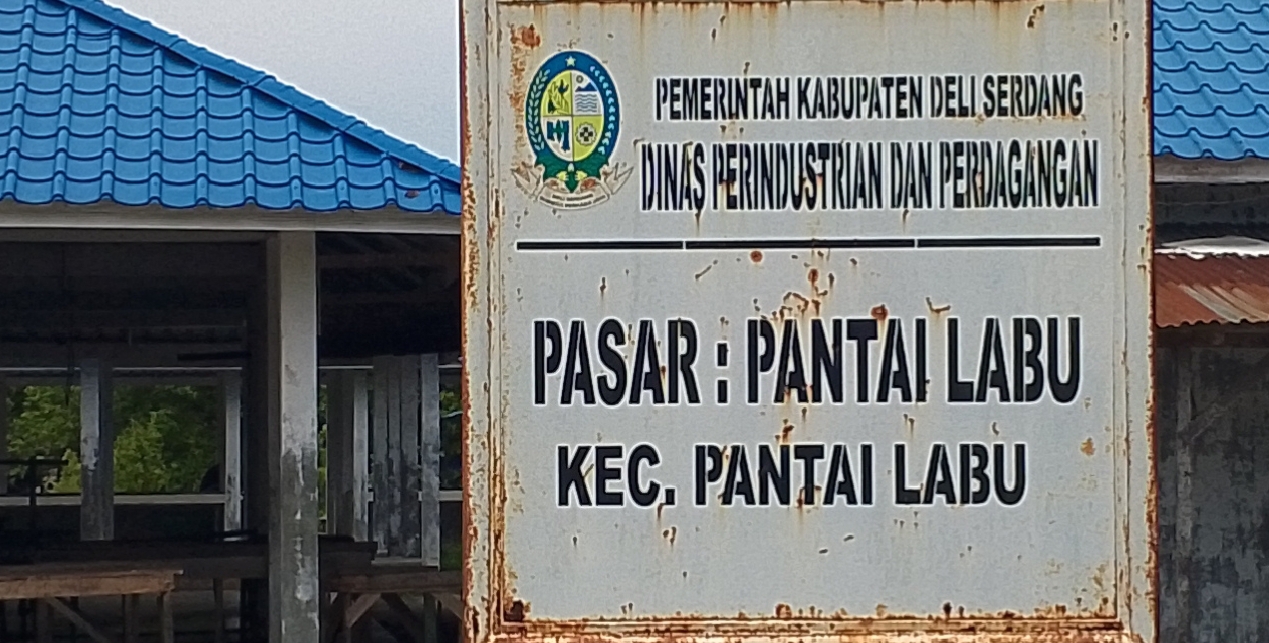 PEMERINTAH KABUPATEN DELI SERDANG
DINAS PERINDUSTRIAN DAN PERDAGANGAN
PASAR : PANTAI LABU
KEC. PANTAI LABU